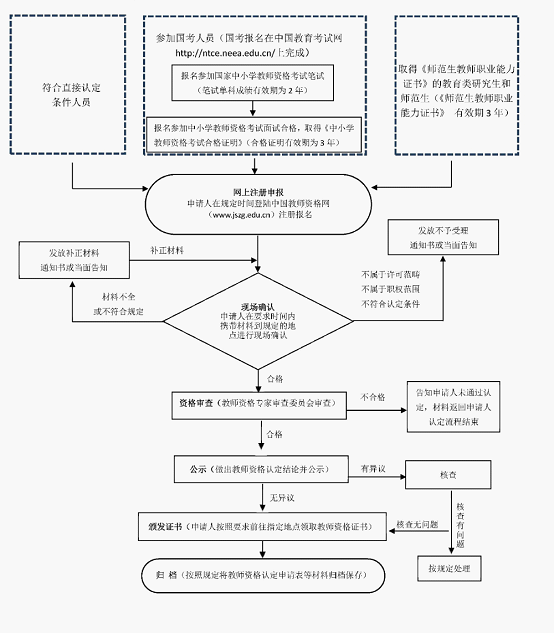 符合直接认定
条件人员
参加国考人员（国考报名在中国教育考试网
http://ntce.neea.edu.cn/上完成）
报名参加国家中小学教师资格考试笔试
（笔试单科成绩有效期为 2 年）
报名参加中小学教师资格考试面试合格，取得《中小
学教师资格考试合格证明》（合格证明有效期为 3 年）
取得《师范生教师职业能力
证书》的教育类研究生和
师范生（《师范生教师职业
能力证书》 有效期 3 年）
网上注册申报
申请人在规定时间登陆中国教师资格网
（www.jszg.edu.cn）注册报名
发放不予受理
通知书或当面告知
发放补正材料
通知书或当面告知
补正材料
材料不全
或不符合规定
现场确认
申请人在要求时间内
携带材料到规定的地
点进行现场确认
不属于许可范畴
不属于职权范围
不符合认定条件
合格
资格审查（教师资格专家审查委员会审查）
不合格
告知申请人未通过认
定，材料返回申请人
认定流程结束
合格
公示（做出教师资格认定结论并公示）
有异议
核查
无异议
颁发证书（申请人按照要求前往指定地点领取教师资格证书）
核查无问题
核查有问题
按规定处理
归 档（按照规定将教师资格认定申请表等材料归档保存）